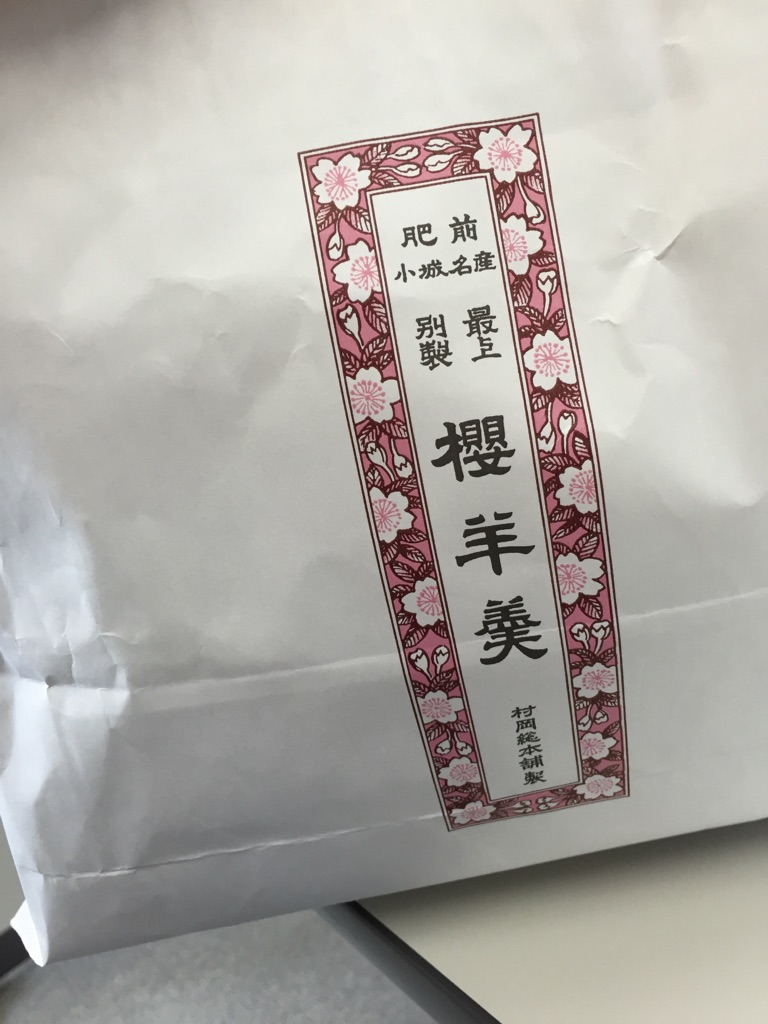 肥前
小城名産
最上
別製
櫻羊羹
村岡総本舗製